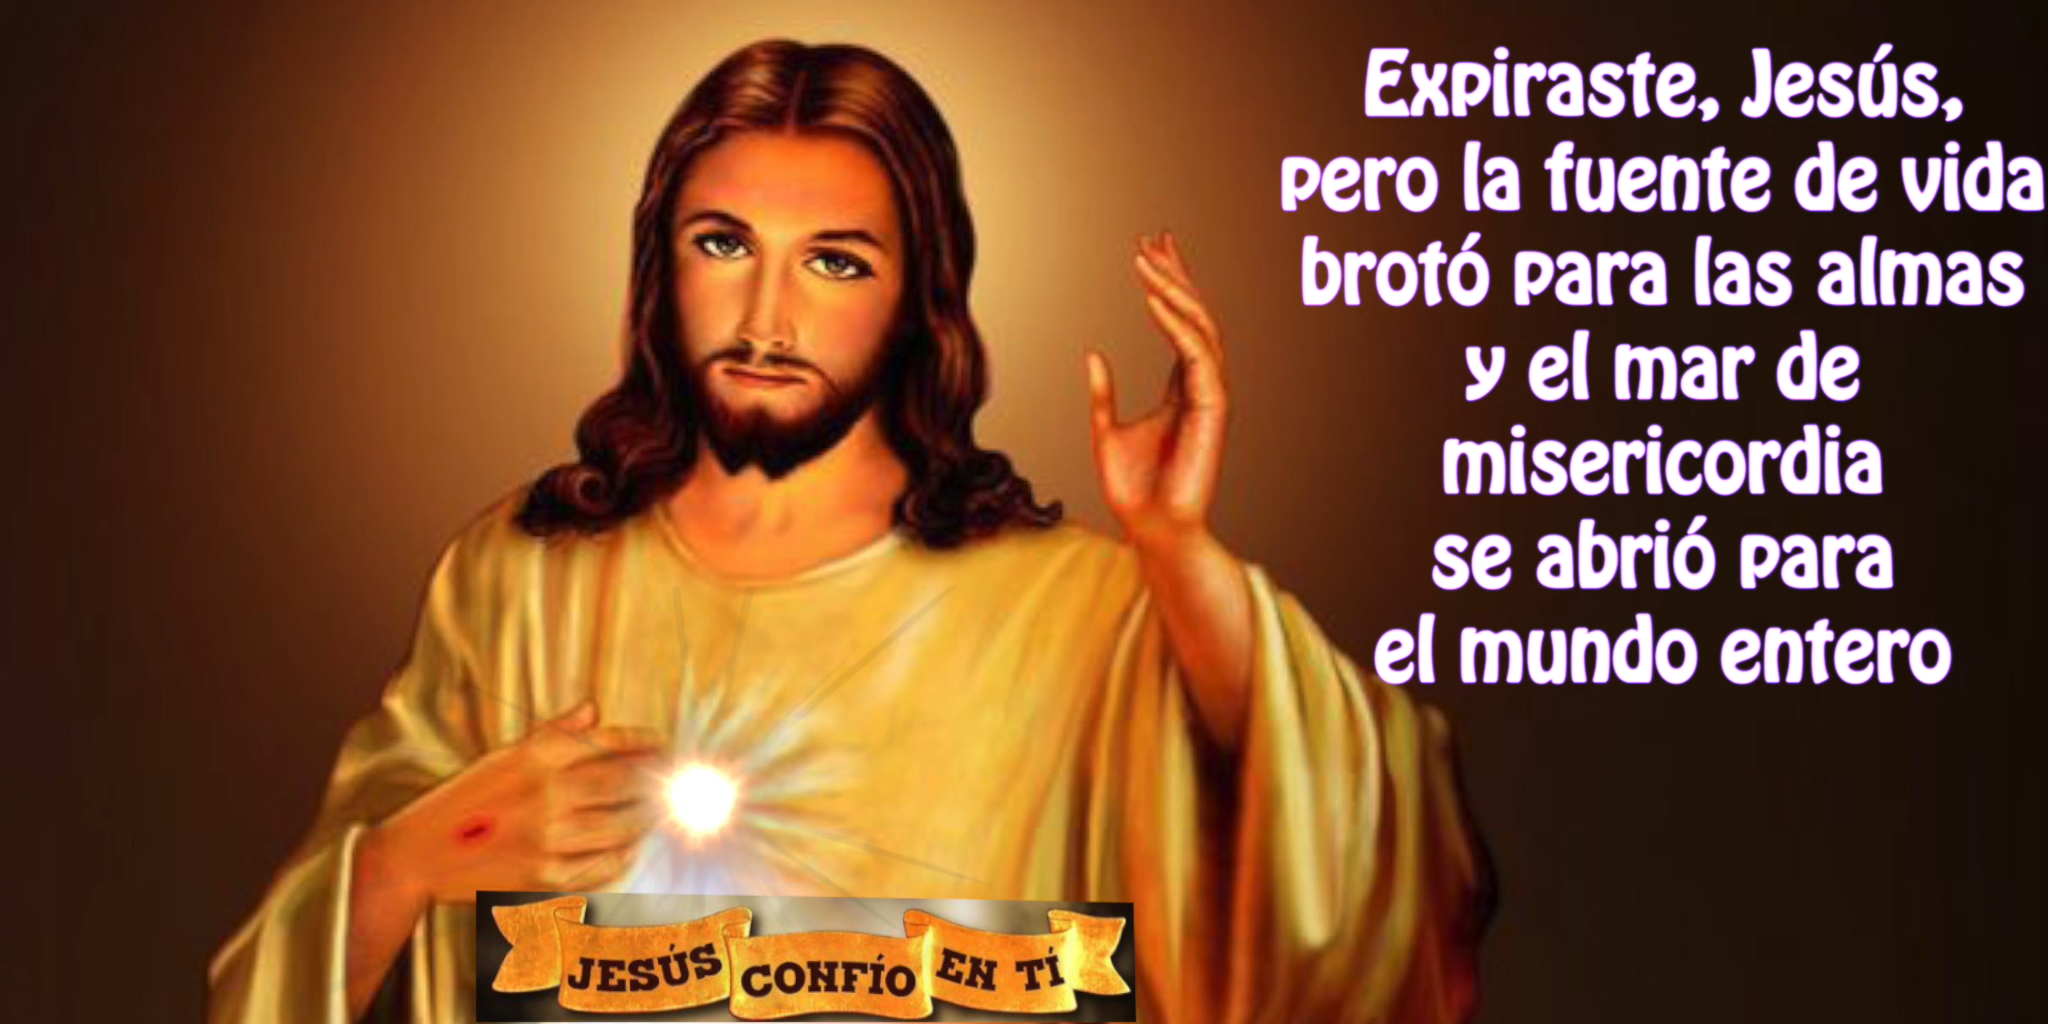 Expiraste, Jesús,
pero la fuente de vida
brotó para las almas
y el mar de
misericordia
se abrió para
el mundo entero
JESÚS CONFÍO EN TÍ